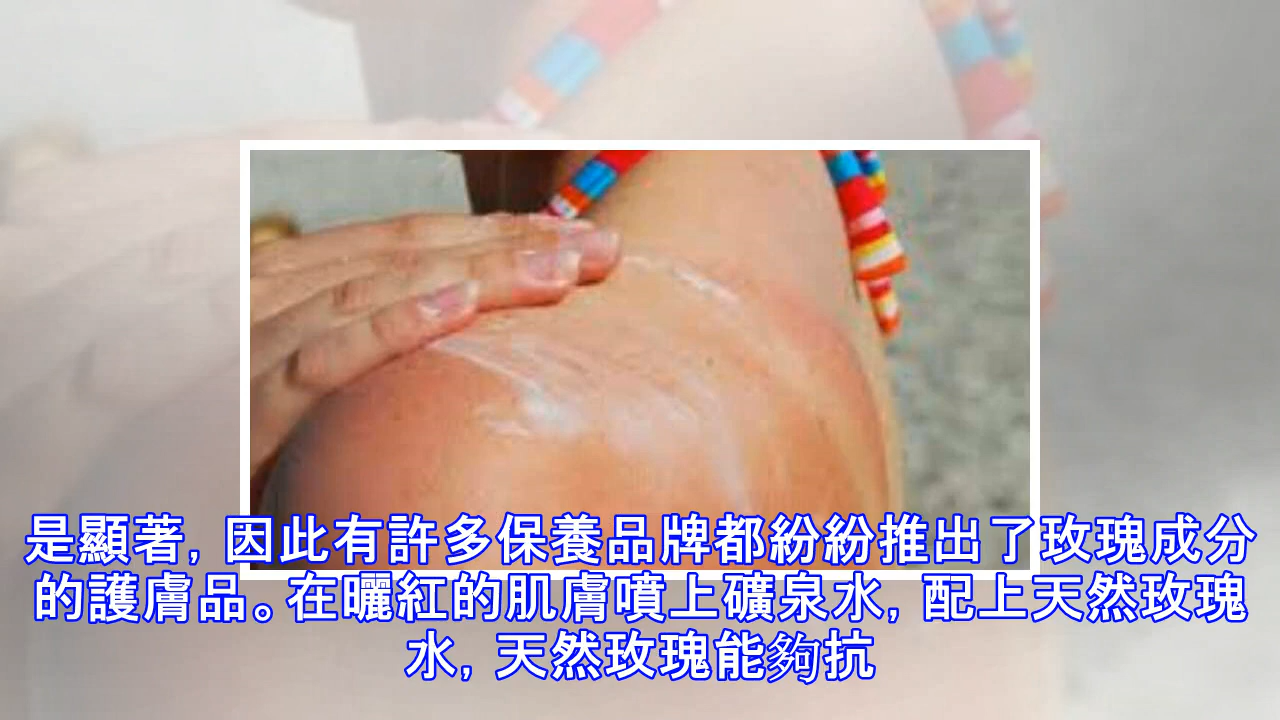 是顯著, 因此有許多保養品牌都紛紛推出了玫瑰成分
的護膚品。在曬紅的肌膚噴上礦泉水, 配上天然玫瑰
水, 天然玫瑰能夠抗